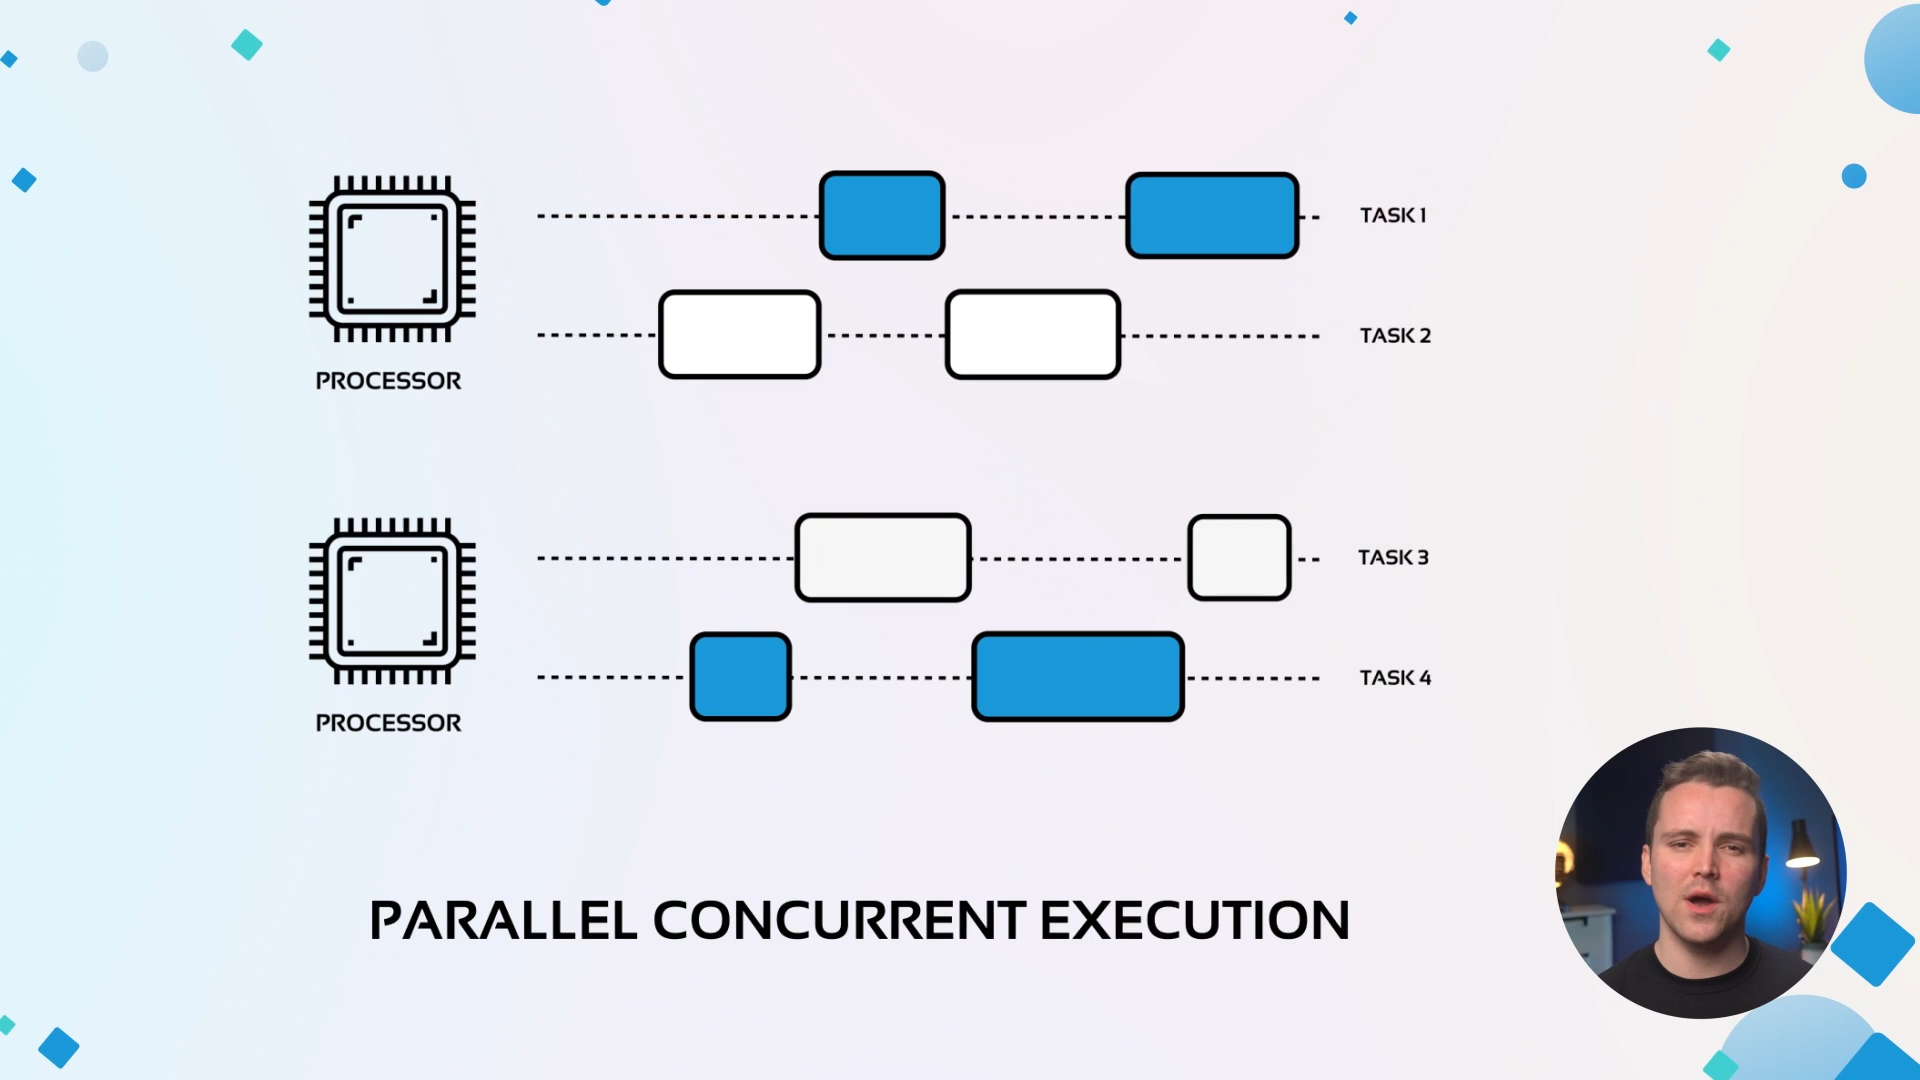 TASK 1
TASK 2
PROCESSOR
TASK 3
TASK 4
PROCESSOR
PARALLEL CONCURRENT EXECUTION